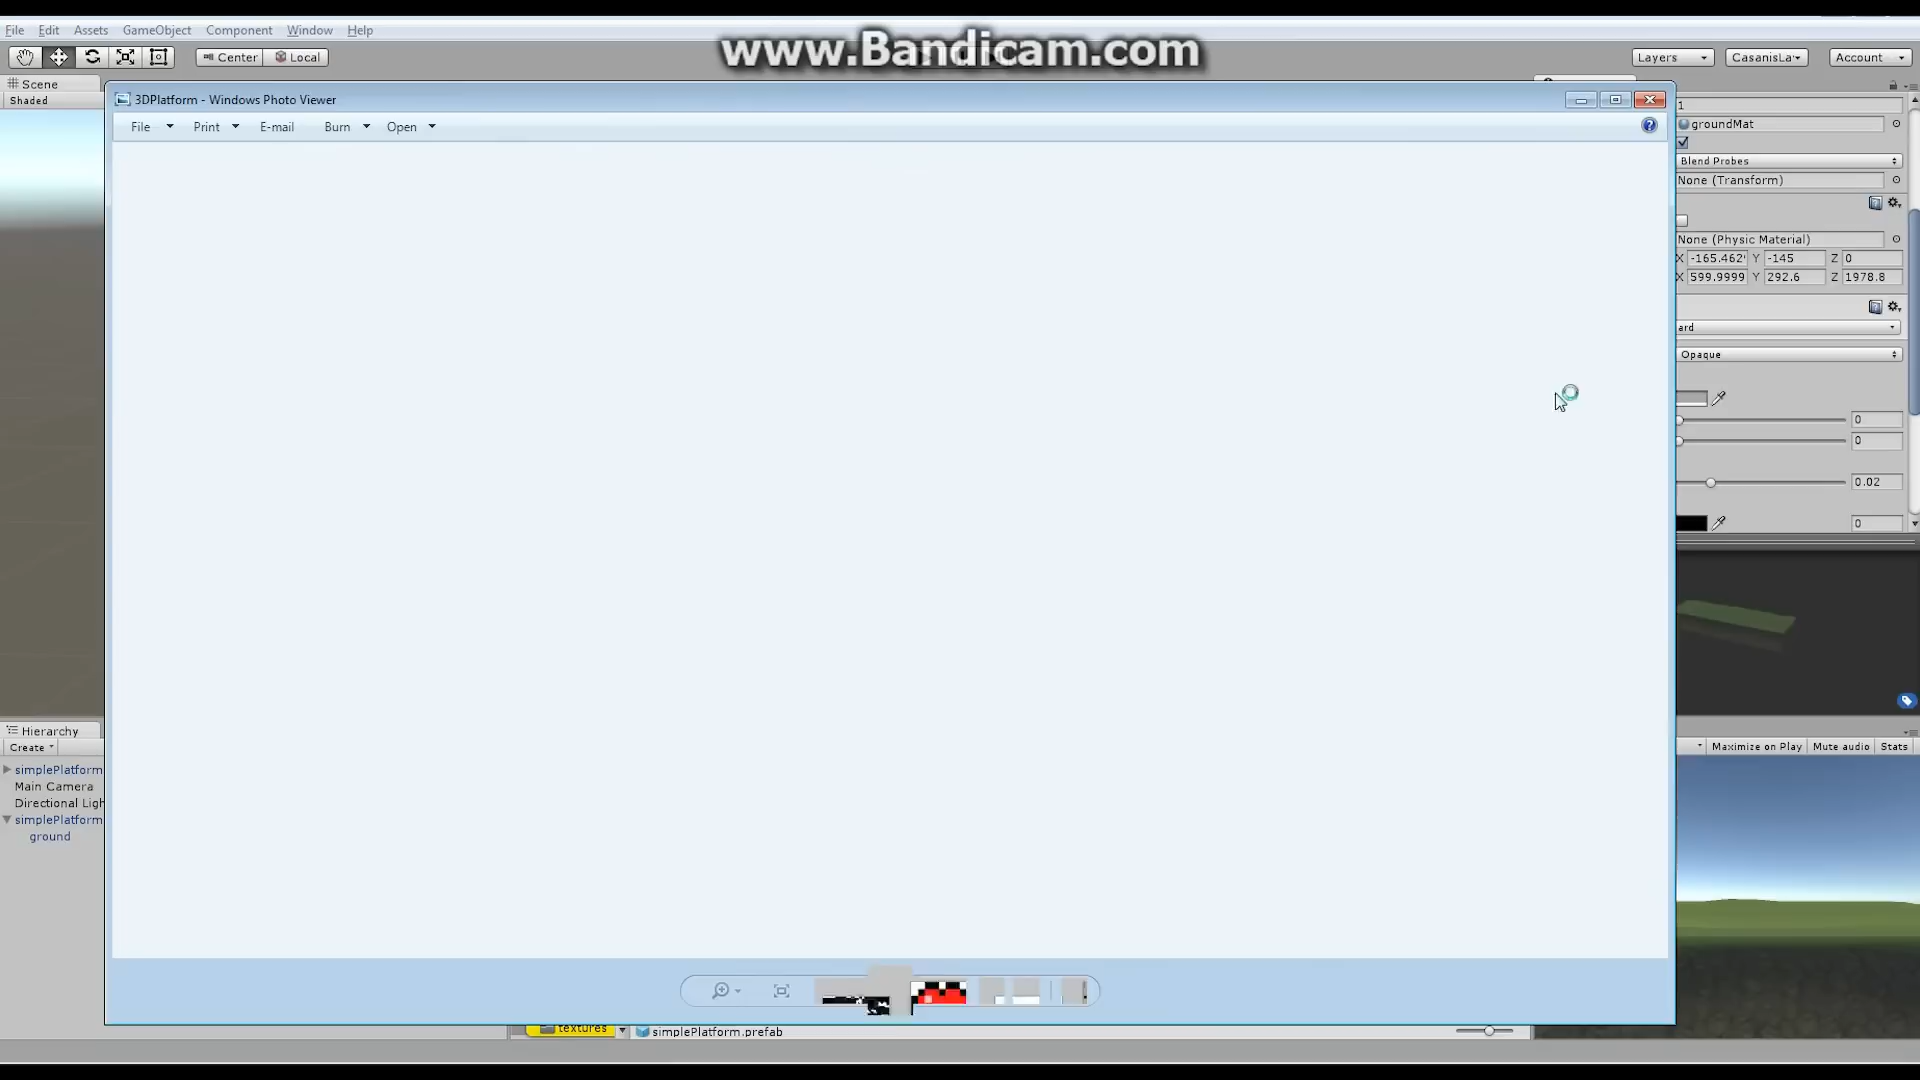 www.Bandicam.com
File Edit Assets GameObject Component Window Help
Center Local
Layers CasanisLa Account
Scene
Shaded
3DPlatform - Windows Photo Viewer
File Print E-mail Burn Open
1
groundMat
Blend Probes
None (Transform)
None (Physic Material)
X -165.462 Y -145 Z 0
X 599.9999 Y 292.6 Z 1978.8
ard
Opaque
0
0
0.02
0
Hierarchy
Create
Maximize on Play Mute audio Stats
simplePlatform
Main Camera
Directional Ligh
simplePlatform
ground
textures simplePlatform.prefab